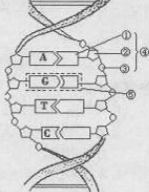 ①
A ② ④
③
G
⑤
T
C